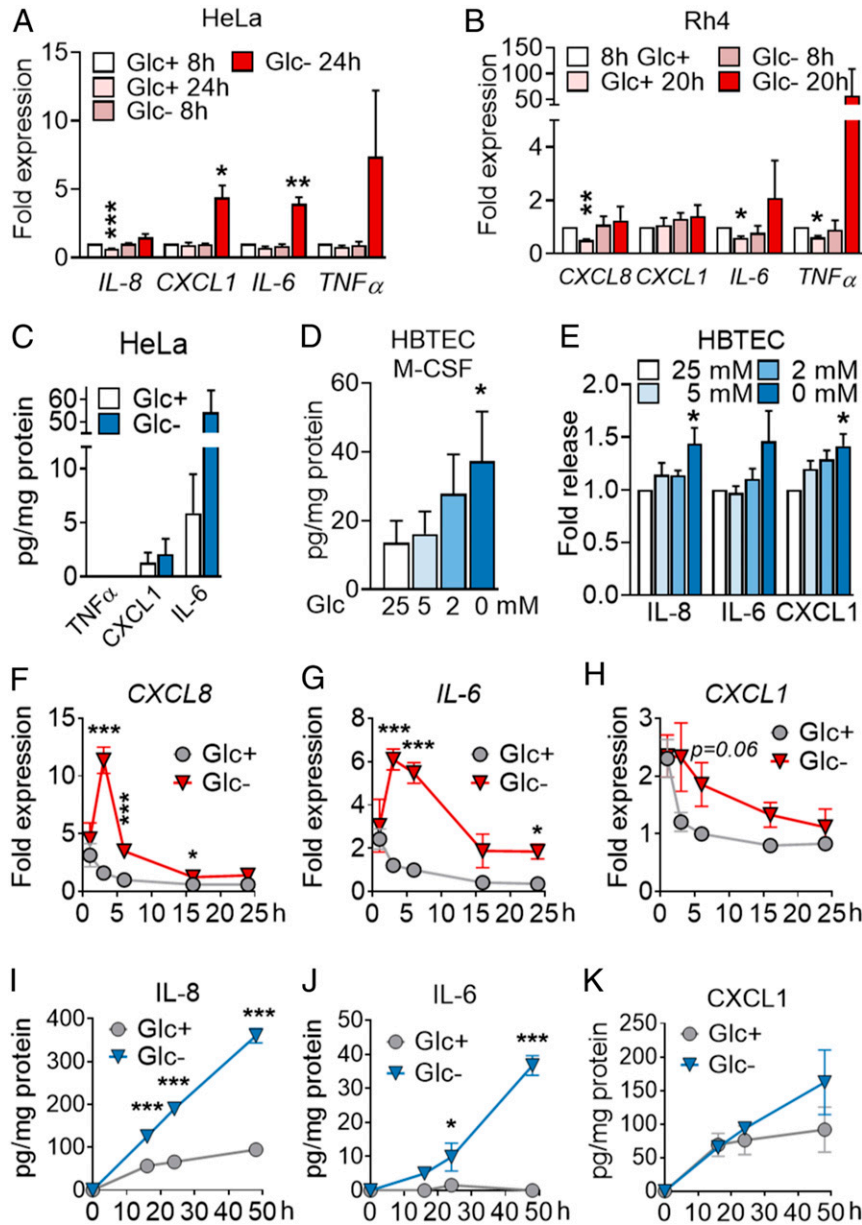 A HeLa
Fold expression
15
10
5
0
Glc+ 8h
Glc- 24h
Glc+ 24h
Glc- 8h
***
*
**
IL-8 CXCL1 IL-6 TNFα
B Rh4
Fold expression
150
100
50
6
4
2
0
8h Glc+
Glc- 8h
Glc+ 20h
Glc- 20h
**
*
*
CXCL8 CXCL1 IL-6 TNFα
C HeLa
pg/mg protein
60
50
10
5
0
Glc+
Glc-
TNFα CXCL1 IL-6
D HBTEC
M-CSF
pg/mg protein
60
40
20
0
*
Glc 25 5 2 0 mM
E HBTEC
Fold release
2.0
1.5
1.0
0.5
0.0
25 mM
2 mM
5 mM
0 mM
*
*
IL-8 IL-6 CXCL1
F CXCL8
Fold expression
15
10
5
0
***
***
*
Glc+
Glc-
0 5 10 15 20 25 h
G IL-6
Fold expression
8
6
4
2
0
***
***
*
Glc+
Glc-
0 5 10 15 20 25 h
H CXCL1
Fold expression
3
2
1
0
p=0.06
Glc+
Glc-
0 5 10 15 20 25 h
I IL-8
pg/mg protein
400
300
200
100
0
Glc+
Glc-
***
***
***
0 10 20 30 40 50 h
J IL-6
pg/mg protein
50
40
30
20
10
0
Glc+
Glc-
*
***
0 10 20 30 40 50 h
K CXCL1
pg/mg protein
250
200
150
100
50
0
Glc+
Glc-
0 10 20 30 40 50 h